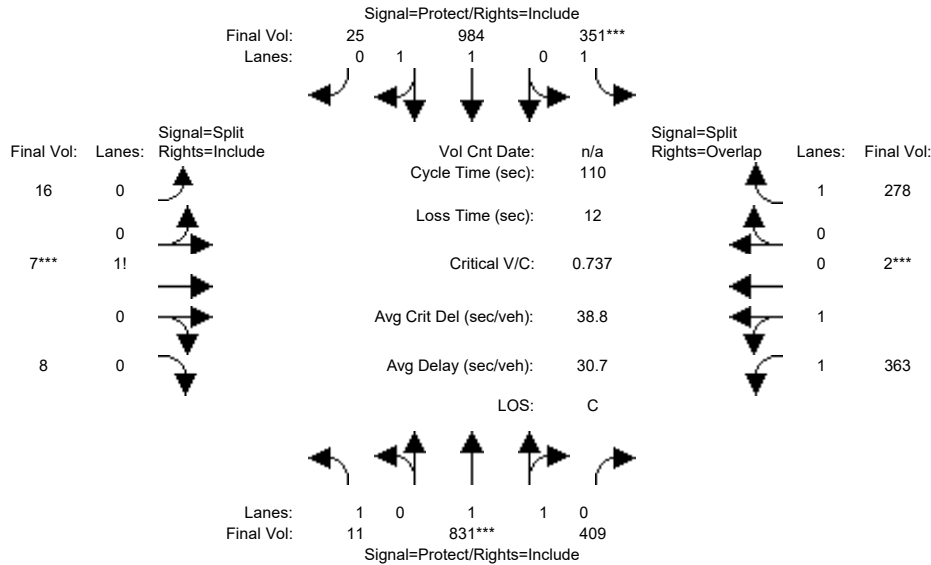 Signal=Protect/Rights=Include
Final Vol: 25 984 351***
Lanes: 0 1 1 0 1
Signal=Split
Final Vol: Lanes: Rights=Include
Signal=Split
Rights=Overlap Lanes: Final Vol:
Vol Cnt Date: n/a
Cycle Time (sec): 110
16 0
1 278
Loss Time (sec): 12
0
0
7*** 1!
Critical V/C: 0.737
0 2***
0
Avg Crit Del (sec/veh): 38.8
1
8 0
Avg Delay (sec/veh): 30.7
1 363
LOS: C
Lanes: 1 0 1 1 0
Final Vol: 11 831*** 409
Signal=Protect/Rights=Include